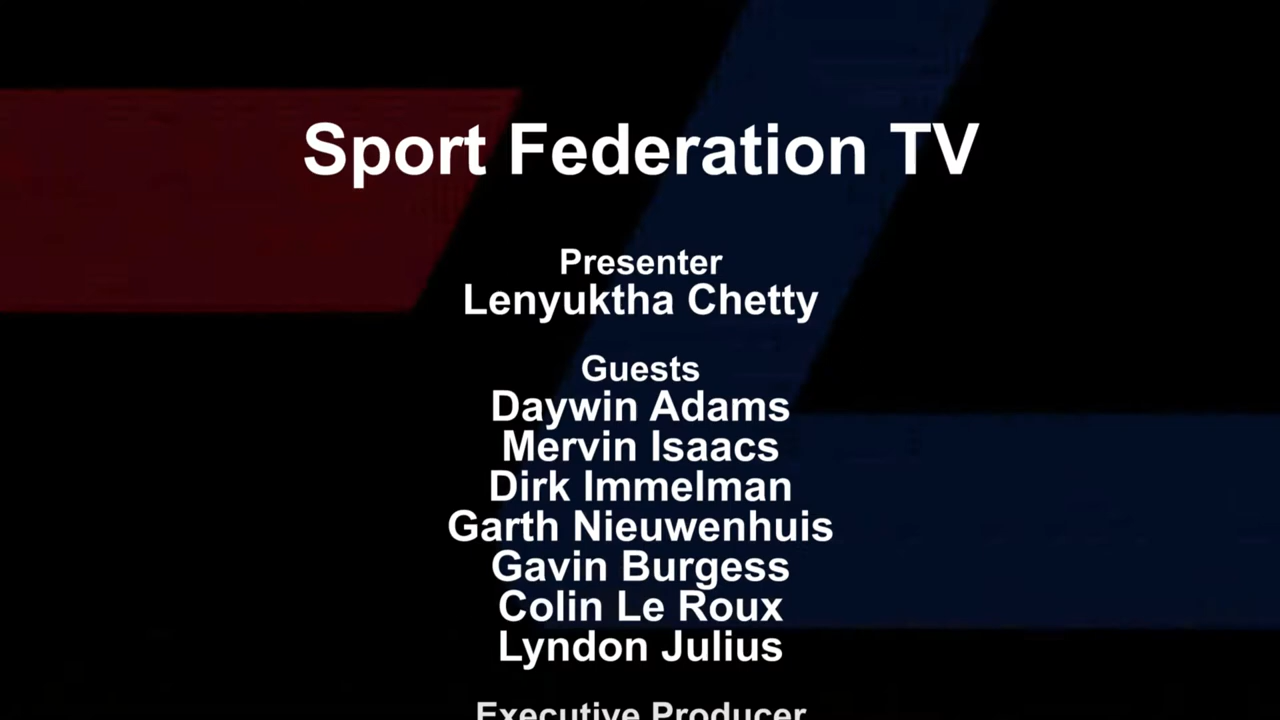 Sport Federation TV
Presenter
Lenyuktha Chetty
Guests
Daywin Adams
Mervin Isaacs
Dirk Immelman
Garth Nieuwenhuis
Gavin Burgess
Colin Le Roux
Lyndon Julius
Executive Producer